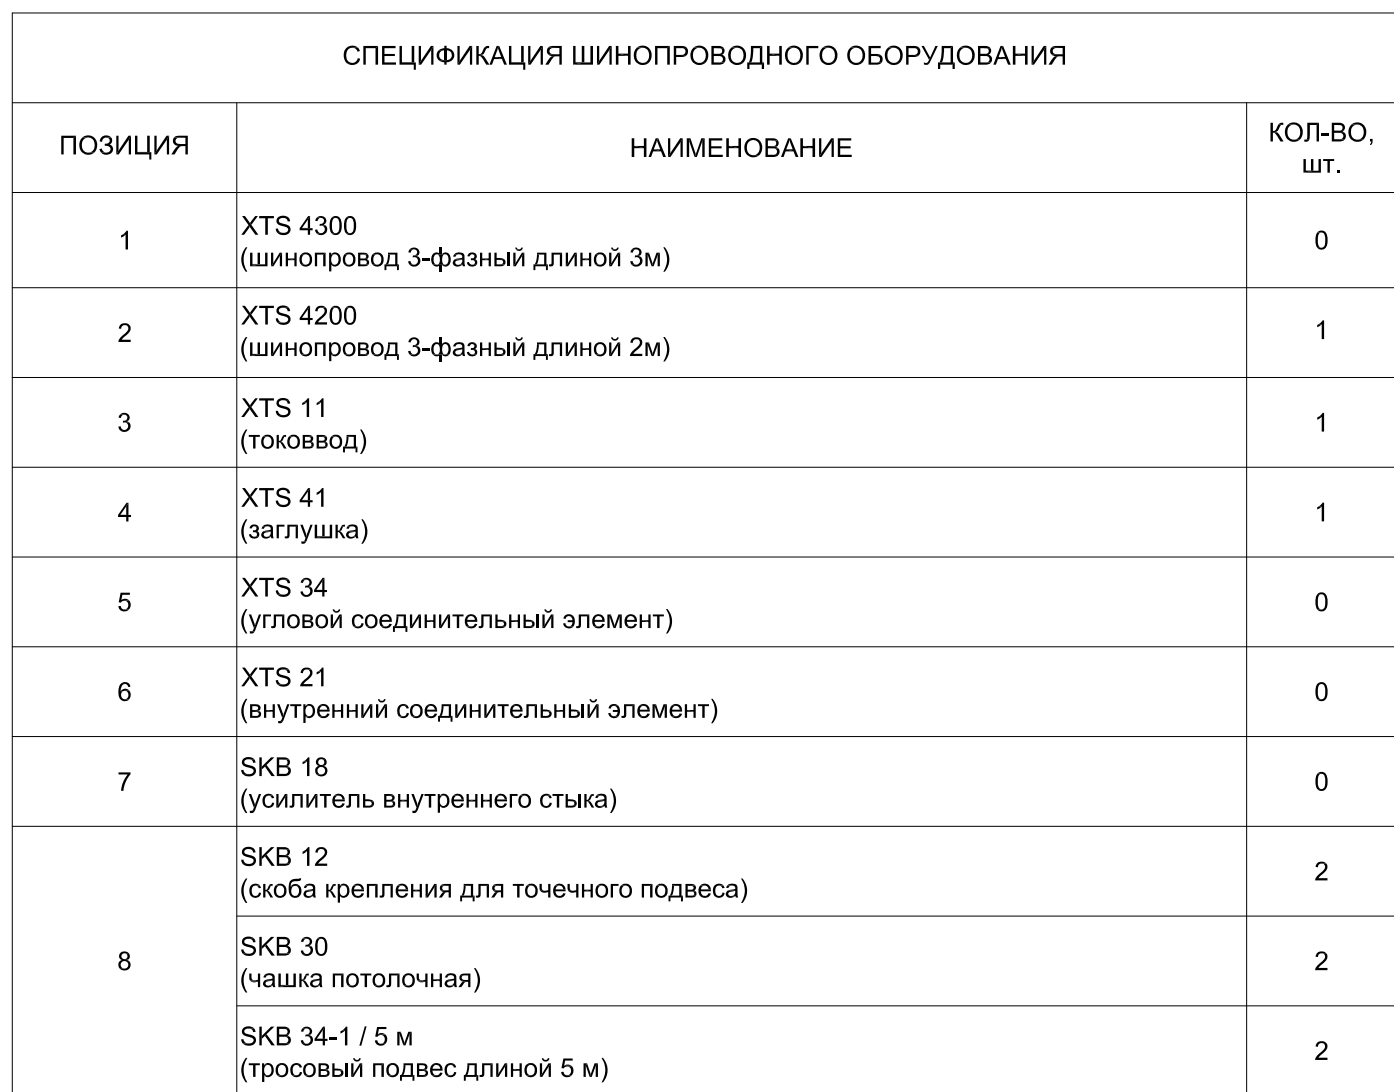 СПЕЦИФИКАЦИЯ ШИНОПРОВОДНОГО ОБОРУДОВАНИЯ
ПОЗИЦИЯ
НАИМЕНОВАНИЕ
КОЛ-ВО,
шт.
1
XTS 4300
(шинопровод 3-фазный длиной 3м)
0
2
XTS 4200
(шинопровод 3-фазный длиной 2м)
1
3
XTS 11
(токоввод)
1
4
XTS 41
(заглушка)
1
5
XTS 34
(угловой соединительный элемент)
0
6
XTS 21
(внутренний соединительный элемент)
0
7
SKB 18
(усилитель внутреннего стыка)
0
8
SKB 12
(скоба крепления для точечного подвеса)
2
SKB 30
(чашка потолочная)
2
SKB 34-1 / 5 м
(тросовый подвес длиной 5 м)
2